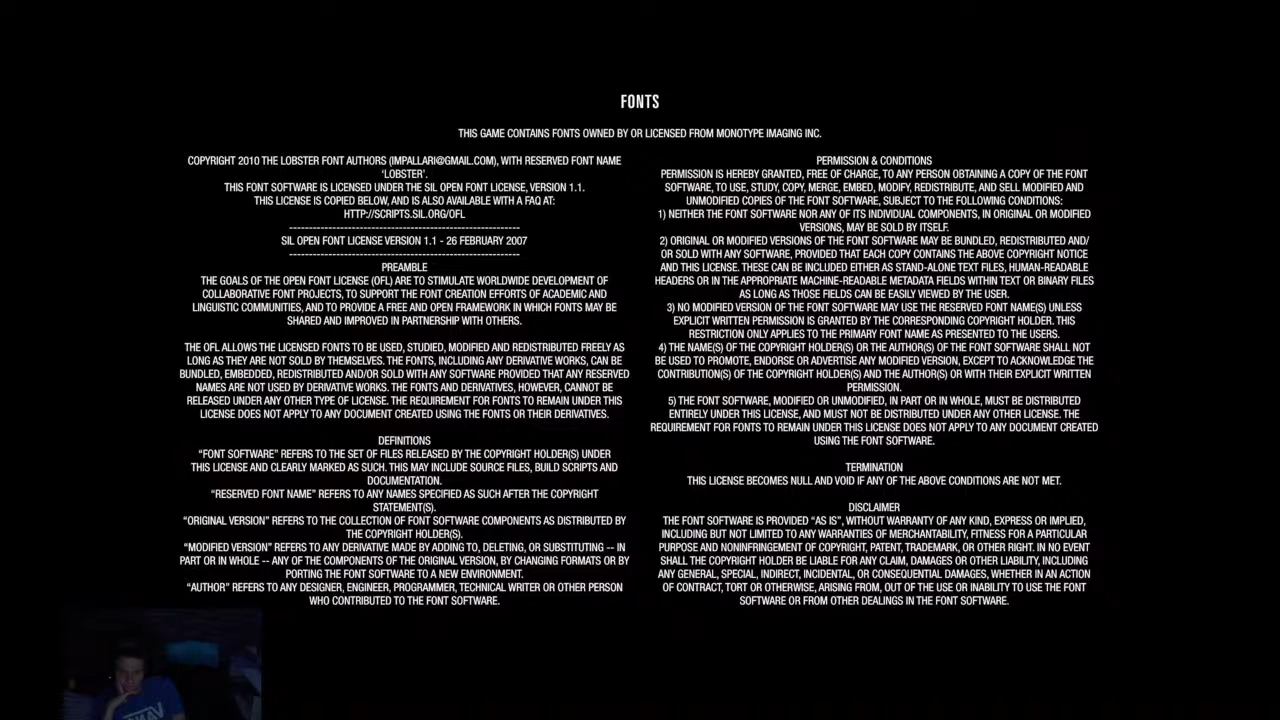 FONTS
THIS GAME CONTAINS FONTS OWNED BY OR LICENSED FROM MONOTYPE IMAGING INC.
COPYRIGHT 2010 THE LOBSTER FONT AUTHORS (IMPALLARI@GMAIL.COM), WITH RESERVED FONT NAME
‘LOBSTER’.
THIS FONT SOFTWARE IS LICENSED UNDER THE SIL OPEN FONT LICENSE, VERSION 1.1.
THIS LICENSE IS COPIED BELOW, AND IS ALSO AVAILABLE WITH A FAQ AT:
HTTP://SCRIPTS.SIL.ORG/OFL
-----------------------------------------------------------
SIL OPEN FONT LICENSE VERSION 1.1 - 26 FEBRUARY 2007
-----------------------------------------------------------
PREAMBLE
THE GOALS OF THE OPEN FONT LICENSE (OFL) ARE TO STIMULATE WORLDWIDE DEVELOPMENT OF
COLLABORATIVE FONT PROJECTS, TO SUPPORT THE FONT CREATION EFFORTS OF ACADEMIC AND
LINGUISTIC COMMUNITIES, AND TO PROVIDE A FREE AND OPEN FRAMEWORK IN WHICH FONTS MAY BE
SHARED AND IMPROVED IN PARTNERSHIP WITH OTHERS.
THE OFL ALLOWS THE LICENSED FONTS TO BE USED, STUDIED, MODIFIED AND REDISTRIBUTED FREELY AS
LONG AS THEY ARE NOT SOLD BY THEMSELVES. THE FONTS, INCLUDING ANY DERIVATIVE WORKS, CAN BE
BUNDLED, EMBEDDED, REDISTRIBUTED AND/OR SOLD WITH ANY SOFTWARE PROVIDED THAT ANY RESERVED
NAMES ARE NOT USED BY DERIVATIVE WORKS. THE FONTS AND DERIVATIVES, HOWEVER, CANNOT BE
RELEASED UNDER ANY OTHER TYPE OF LICENSE. THE REQUIREMENT FOR FONTS TO REMAIN UNDER THIS
LICENSE DOES NOT APPLY TO ANY DOCUMENT CREATED USING THE FONTS OR THEIR DERIVATIVES.
DEFINITIONS
“FONT SOFTWARE” REFERS TO THE SET OF FILES RELEASED BY THE COPYRIGHT HOLDER(S) UNDER
THIS LICENSE AND CLEARLY MARKED AS SUCH. THIS MAY INCLUDE SOURCE FILES, BUILD SCRIPTS AND
DOCUMENTATION.
“RESERVED FONT NAME” REFERS TO ANY NAMES SPECIFIED AS SUCH AFTER THE COPYRIGHT
STATEMENT(S).
“ORIGINAL VERSION” REFERS TO THE COLLECTION OF FONT SOFTWARE COMPONENTS AS DISTRIBUTED BY
THE COPYRIGHT HOLDER(S).
“MODIFIED VERSION” REFERS TO ANY DERIVATIVE MADE BY ADDING TO, DELETING, OR SUBSTITUTING -- IN
PART OR IN WHOLE -- ANY OF THE COMPONENTS OF THE ORIGINAL VERSION, BY CHANGING FORMATS OR BY
PORTING THE FONT SOFTWARE TO A NEW ENVIRONMENT.
“AUTHOR” REFERS TO ANY DESIGNER, ENGINEER, PROGRAMMER, TECHNICAL WRITER OR OTHER PERSON
WHO CONTRIBUTED TO THE FONT SOFTWARE.
PERMISSION & CONDITIONS
PERMISSION IS HEREBY GRANTED, FREE OF CHARGE, TO ANY PERSON OBTAINING A COPY OF THE FONT
SOFTWARE, TO USE, STUDY, COPY, MERGE, EMBED, MODIFY, REDISTRIBUTE, AND SELL MODIFIED AND
UNMODIFIED COPIES OF THE FONT SOFTWARE, SUBJECT TO THE FOLLOWING CONDITIONS:
1) NEITHER THE FONT SOFTWARE NOR ANY OF ITS INDIVIDUAL COMPONENTS, IN ORIGINAL OR MODIFIED
VERSIONS, MAY BE SOLD BY ITSELF.
2) ORIGINAL OR MODIFIED VERSIONS OF THE FONT SOFTWARE MAY BE BUNDLED, REDISTRIBUTED AND/
OR SOLD WITH ANY SOFTWARE, PROVIDED THAT EACH COPY CONTAINS THE ABOVE COPYRIGHT NOTICE
AND THIS LICENSE. THESE CAN BE INCLUDED EITHER AS STAND-ALONE TEXT FILES, HUMAN-READABLE
HEADERS OR IN THE APPROPRIATE MACHINE-READABLE METADATA FIELDS WITHIN TEXT OR BINARY FILES
AS LONG AS THOSE FIELDS CAN BE EASILY VIEWED BY THE USER.
3) NO MODIFIED VERSION OF THE FONT SOFTWARE MAY USE THE RESERVED FONT NAME(S) UNLESS
EXPLICIT WRITTEN PERMISSION IS GRANTED BY THE CORRESPONDING COPYRIGHT HOLDER. THIS
RESTRICTION ONLY APPLIES TO THE PRIMARY FONT NAME AS PRESENTED TO THE USERS.
4) THE NAME(S) OF THE COPYRIGHT HOLDER(S) OR THE AUTHOR(S) OF THE FONT SOFTWARE SHALL NOT
BE USED TO PROMOTE, ENDORSE OR ADVERTISE ANY MODIFIED VERSION, EXCEPT TO ACKNOWLEDGE THE
CONTRIBUTION(S) OF THE COPYRIGHT HOLDER(S) AND THE AUTHOR(S) OR WITH THEIR EXPLICIT WRITTEN
PERMISSION.
5) THE FONT SOFTWARE, MODIFIED OR UNMODIFIED, IN PART OR IN WHOLE, MUST BE DISTRIBUTED
ENTIRELY UNDER THIS LICENSE, AND MUST NOT BE DISTRIBUTED UNDER ANY OTHER LICENSE. THE
REQUIREMENT FOR FONTS TO REMAIN UNDER THIS LICENSE DOES NOT APPLY TO ANY DOCUMENT CREATED
USING THE FONT SOFTWARE.
TERMINATION
THIS LICENSE BECOMES NULL AND VOID IF ANY OF THE ABOVE CONDITIONS ARE NOT MET.
DISCLAIMER
THE FONT SOFTWARE IS PROVIDED “AS IS”, WITHOUT WARRANTY OF ANY KIND, EXPRESS OR IMPLIED,
INCLUDING BUT NOT LIMITED TO ANY WARRANTIES OF MERCHANTABILITY, FITNESS FOR A PARTICULAR
PURPOSE AND NONINFRINGEMENT OF COPYRIGHT, PATENT, TRADEMARK, OR OTHER RIGHT. IN NO EVENT
SHALL THE COPYRIGHT HOLDER BE LIABLE FOR ANY CLAIM, DAMAGES OR OTHER LIABILITY, INCLUDING
ANY GENERAL, SPECIAL, INDIRECT, INCIDENTAL, OR CONSEQUENTIAL DAMAGES, WHETHER IN AN ACTION
OF CONTRACT, TORT OR OTHERWISE, ARISING FROM, OUT OF THE USE OR INABILITY TO USE THE FONT
SOFTWARE OR FROM OTHER DEALINGS IN THE FONT SOFTWARE.